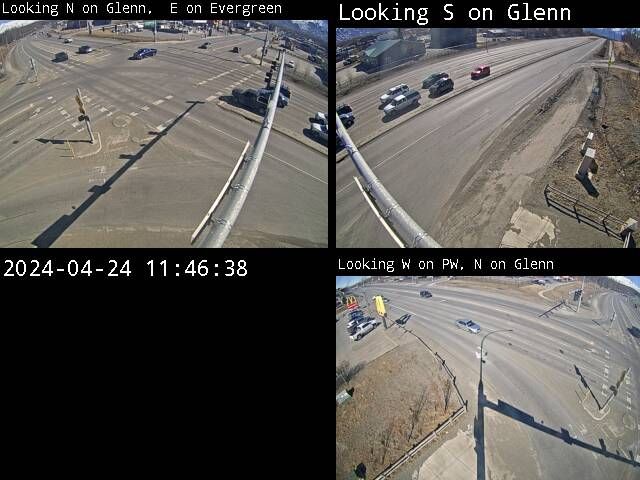 Looking N on Glenn,  E on Evergreen
Looking S on Glenn
2024-04-24 11:46:38
Looking W on PW, N on Glenn